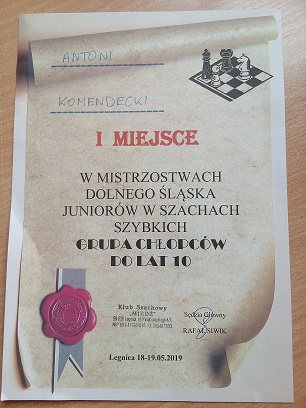 ANTONI
KOMENDECKI
I MIEJSCE
W MISTRZOSTWACH
DOLNEGO ŚLĄSKA
JUNIORÓW W SZACHACH
SZYBKICH
GRUPA CHŁOPCÓW
DO LAT 10
Klub Szachowy
"MIEDŹ"
Sędzia Główny
RAFAŁ SIWIK
Legnica 18-19.05.2019